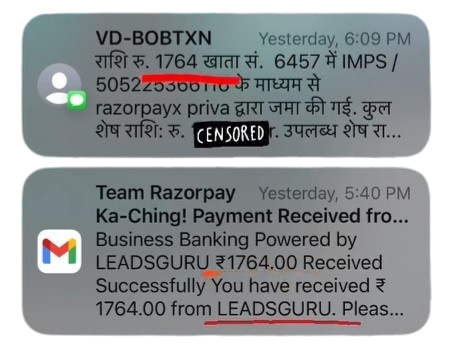 VD-BOBTXN Yesterday, 6:09 PM
राशि रु. 1764 खाता सं. 6457 में IMPS /
505225366110 के माध्यम से
razorpayx priva द्वारा जमा की गई. कुल
शेष राशि: रु. CENSORED r. उपलब्ध शेष रा...
Team Razorpay Yesterday, 5:40 PM
Ka-Ching! Payment Received fro...
Business Banking Powered by
LEADSGURU ₹1764.00 Received
Successfully You have received ₹
1764.00 from LEADSGURU. Pleas...